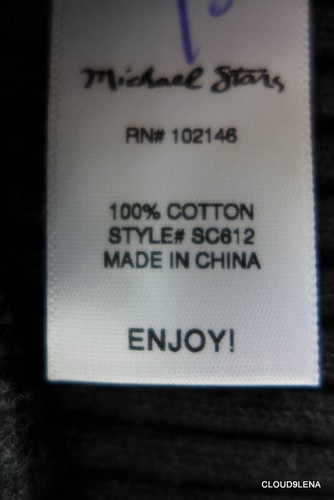 Michael Stars
RN# 102146
100% COTTON
STYLE# SC612
MADE IN CHINA
ENJOY!
CLOUD9LENA